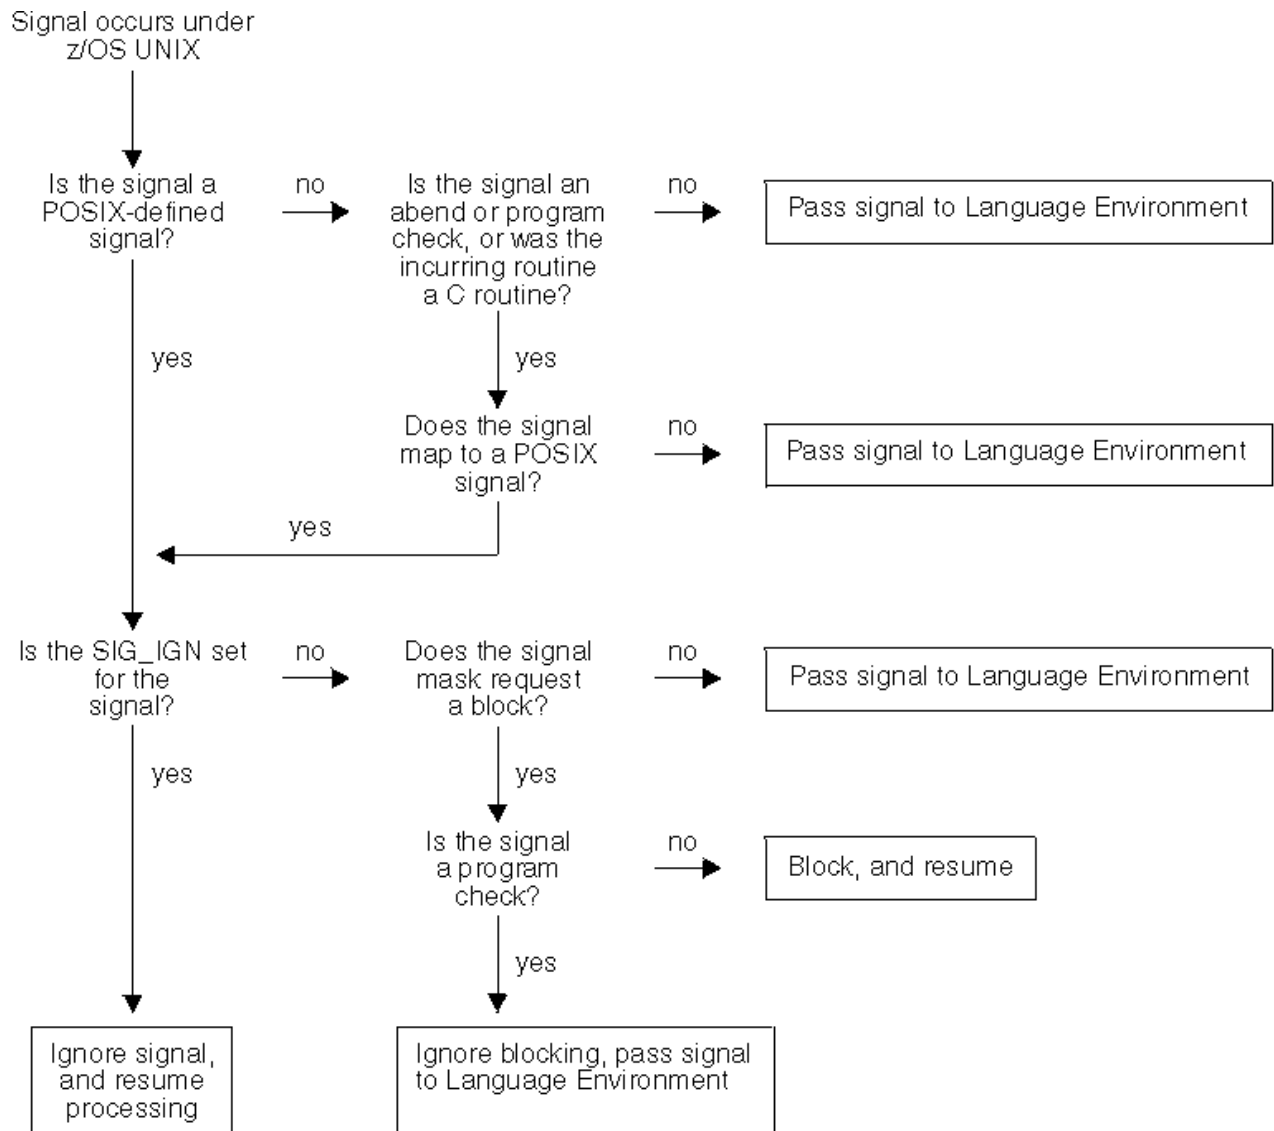 Signal occurs under
z/OS UNIX
Is the signal a
POSIX-defined
signal?
no
Is the signal an
abend or program
check, or was the
incurring routine
a C routine?
no
Pass signal to Language Environment
yes
yes
Does the signal
map to a POSIX
signal?
no
Pass signal to Language Environment
yes
Is the SIG_IGN set
for the
signal?
no
Does the signal
mask request
a block?
no
Pass signal to Language Environment
yes
yes
Is the signal
a program
check?
no
Block, and resume
yes
Ignore signal,
and resume
processing
Ignore blocking, pass signal
to Language Environment